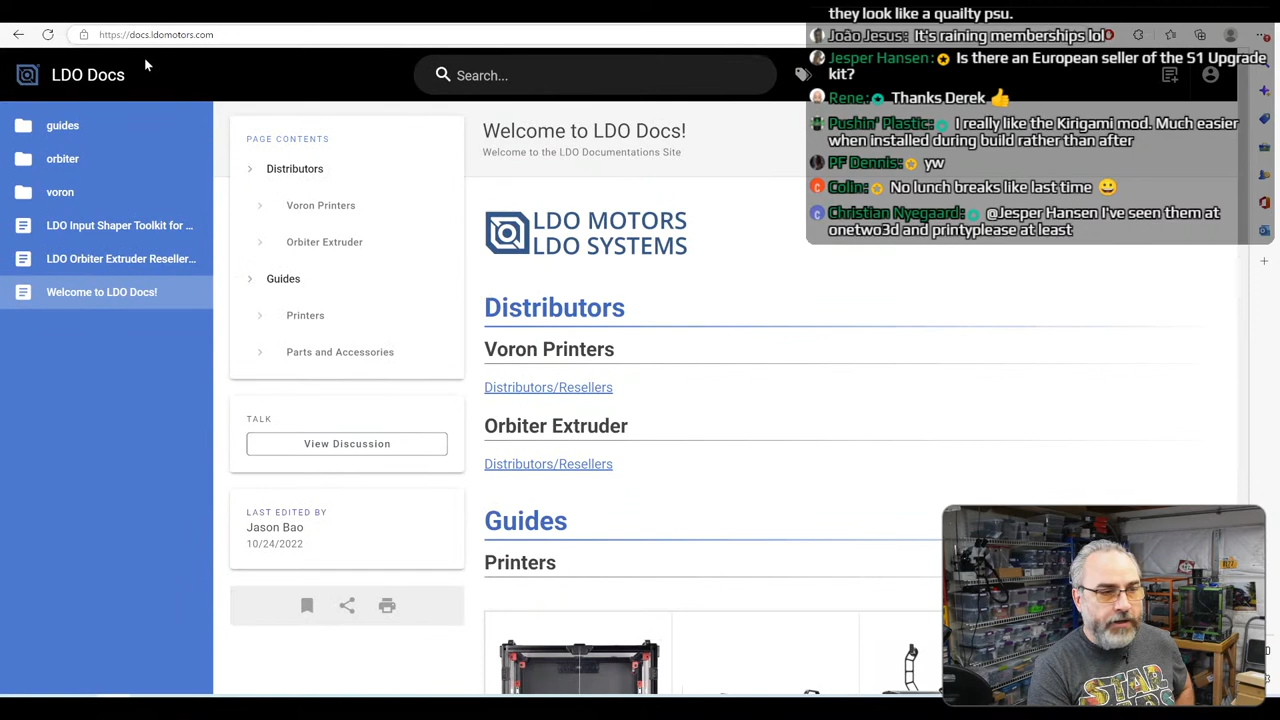 https://docs.ldomotors.com
LDO Docs
Search...
guides
orbiter
voron
LDO Input Shaper Toolkit for ...
LDO Orbiter Extruder Reseller...
Welcome to LDO Docs!
PAGE CONTENTS
Distributors
Voron Printers
Orbiter Extruder
Guides
Printers
Parts and Accessories
TALK
View Discussion
LAST EDITED BY
Jason Bao
10/24/2022
Welcome to LDO Docs!
Welcome to the LDO Documentations Site
LDO MOTORS
LDO SYSTEMS
Distributors
Voron Printers
Distributors/Resellers
Orbiter Extruder
Distributors/Resellers
Guides
Printers
they look like a quailty psu.
João Jesus: It's raining memberships lol
Jesper Hansen: Is there an European seller of the S1 Upgrade
kit?
Rene: Thanks Derek 👍
Pushin' Plastic: I really like the Kirigami mod. Much easier
when installed during build rather than after
PF Dennis: yw
Colin: No lunch breaks like last time 😀
Christian Nyegaard: @Jesper Hansen I've seen them at
onetwo3d and printyplease at least
STAR